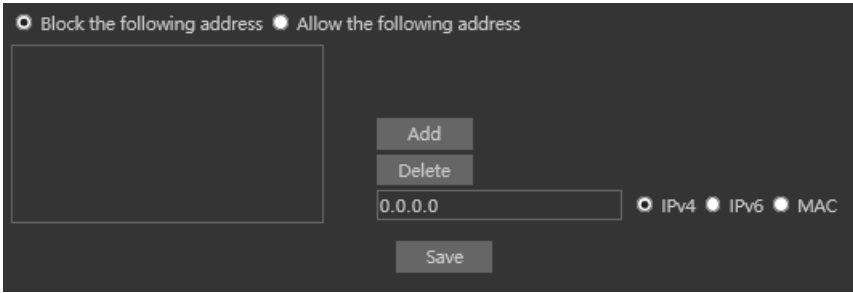 Block the following address Allow the following address
Add
Delete
0.0.0.0 IPv4 IPv6 MAC
Save